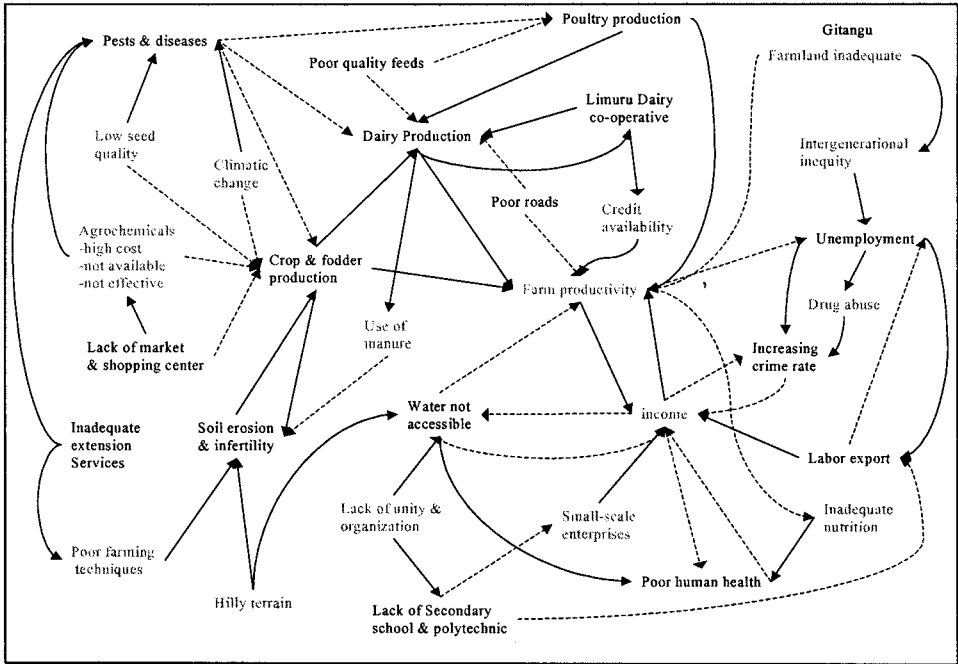 Poultry production
Gitangu
Pests & diseases
Farmland inadequate
Poor quality feeds
Limuru Dairy
co-operative
Dairy Production
Low seed
quality
Intergenerational
inequity
Climatic
change
Poor roads
Credit
availability
Agrochemicals
-high cost
-not available
-not effective
Unemployment
Crop & fodder
production
Farm productivity
Drug abuse
Use of
manure
Lack of market
& shopping center
Increasing
crime rate
Water not
accessible
income
Inadequate
extension
Services
Soil erosion
& infertility
Labor export
Lack of unity &
organization
Small-scale
enterprises
Inadequate
nutrition
Poor farming
techniques
Poor human health
Hilly terrain
Lack of Secondary
school & polytechnic